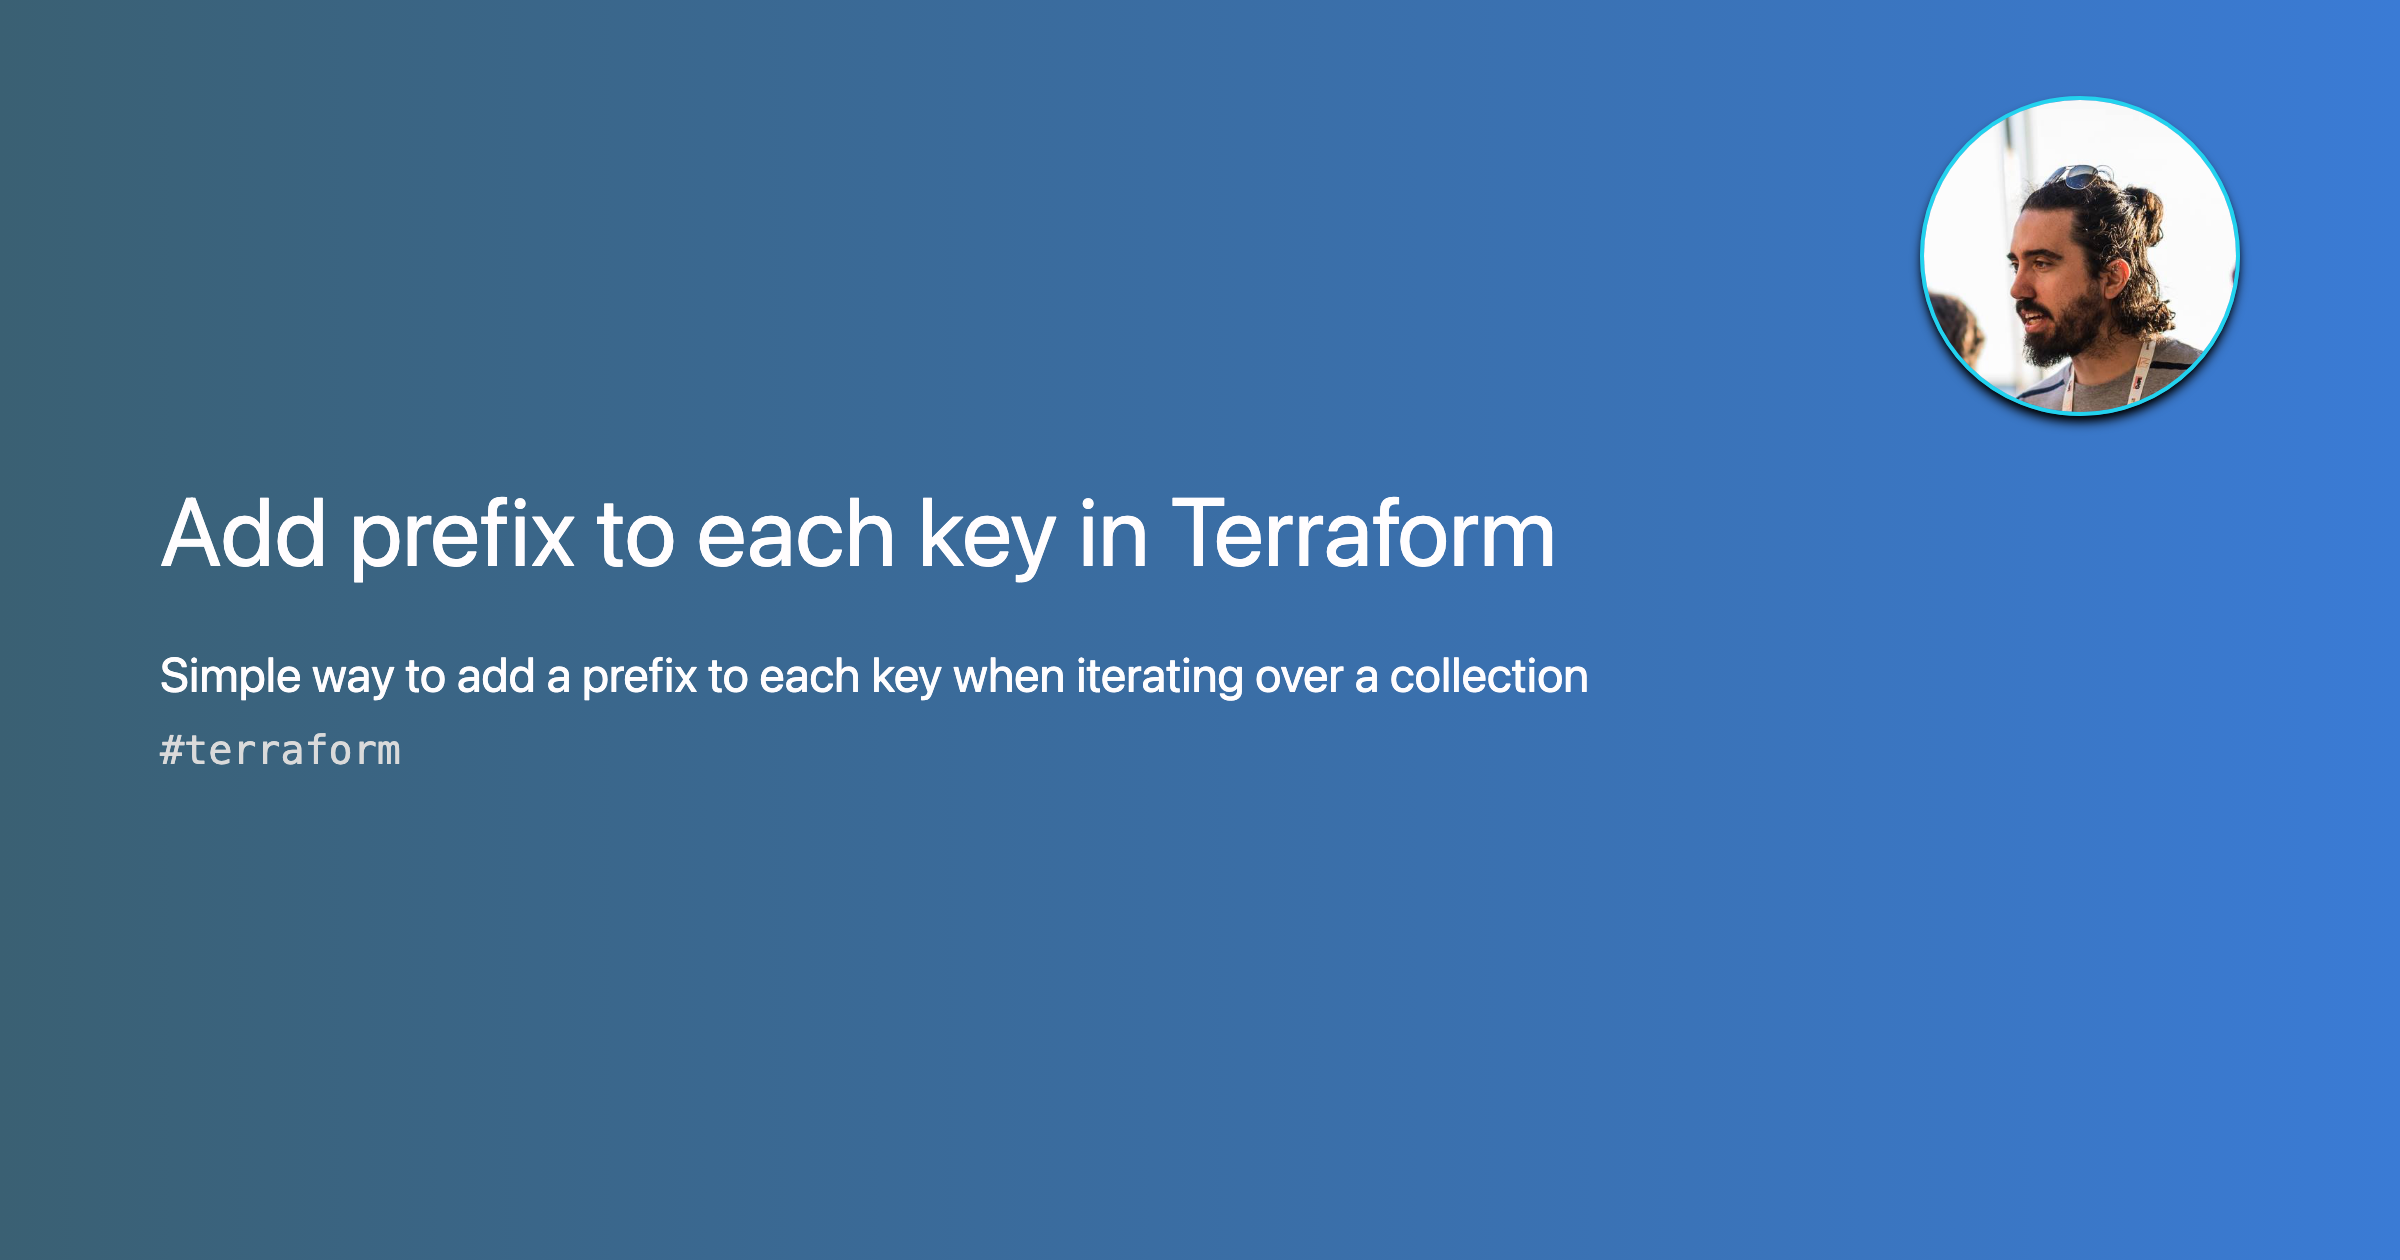 Add prefix to each key in Terraform
Simple way to add a prefix to each key when iterating over a collection
#terraform